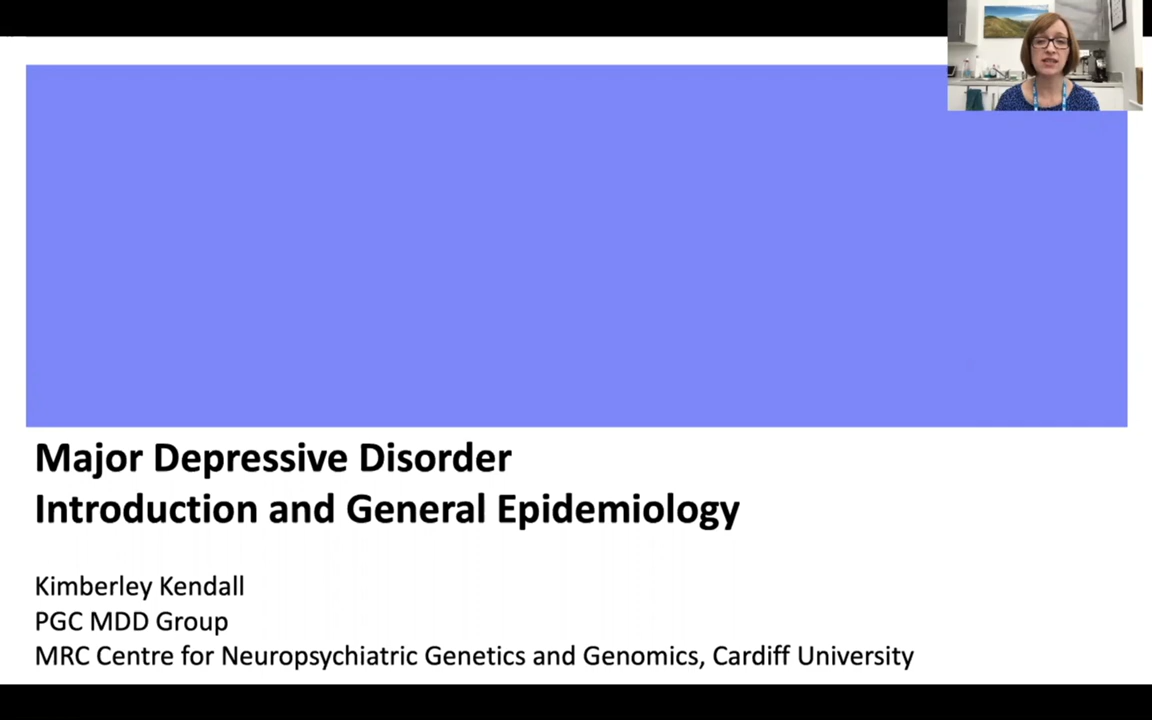 Major Depressive Disorder
Introduction and General Epidemiology
Kimberley Kendall
PGC MDD Group
MRC Centre for Neuropsychiatric Genetics and Genomics, Cardiff University